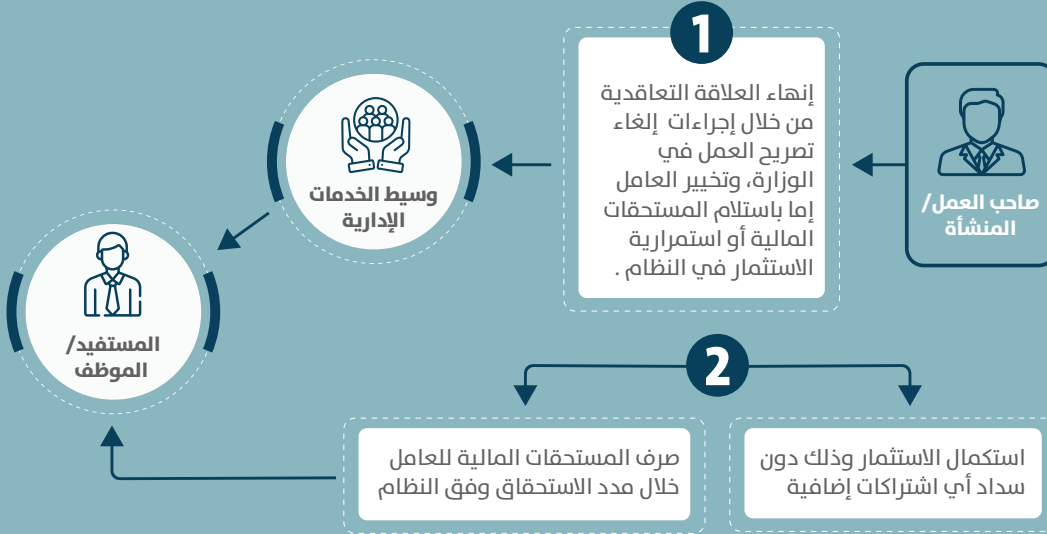 صاحب العمل/
المنشأة
1
إنهاء العلاقة التعاقدية
من خلال إجراءات إلغاء
تصريح العمل في
الوزارة، وتخيير العامل
إما باستلام المستحقات
المالية أو استمرارية
الاستثمار في النظام .
وسيط الخدمات
الإدارية
المستفيد/
الموظف
2
استكمال الاستثمار وذلك دون
سداد أي اشتراكات إضافية
صرف المستحقات المالية للعامل
خلال مدد الاستحقاق وفق النظام